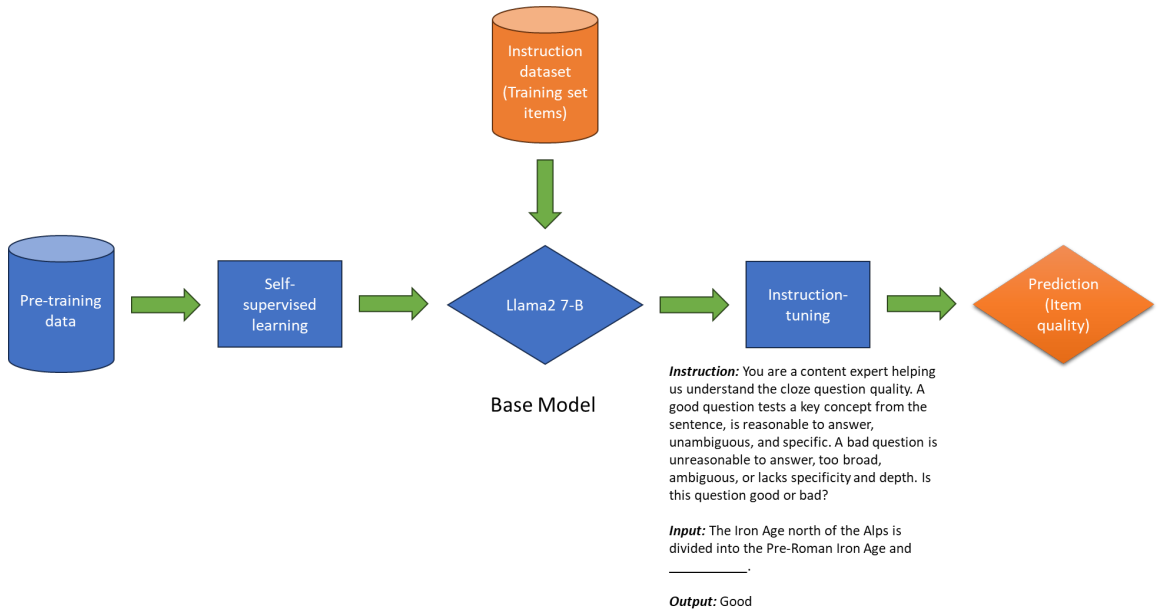 Instruction
dataset
(Training set
items)
Pre-training
data
Self-
supervised
learning
Llama2 7-B
Instruction-
tuning
Prediction
(Item
quality)
Base Model
Instruction: You are a content expert helping
us understand the cloze question quality. A
good question tests a key concept from the
sentence, is reasonable to answer,
unambiguous, and specific. A bad question is
unreasonable to answer, too broad,
ambiguous, or lacks specificity and depth. Is
this question good or bad?
Input: The Iron Age north of the Alps is
divided into the Pre-Roman Iron Age and
___________.
Output: Good